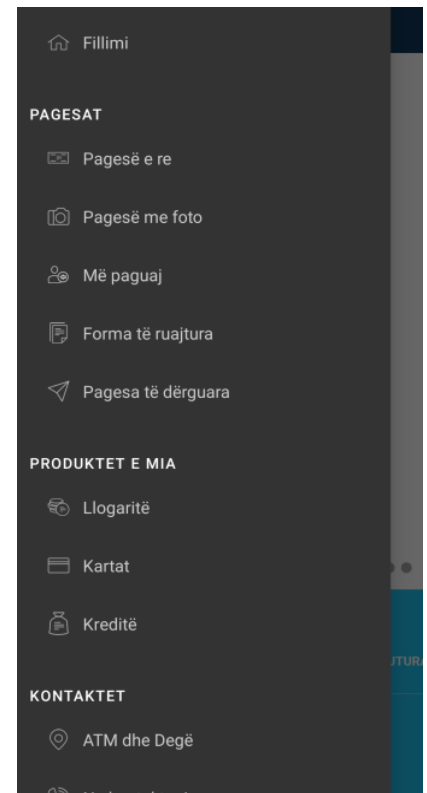 Fillimi
PAGESAT
Pagesë e re
Pagesë me foto
Më paguaj
Forma të ruajtura
Pagesa të dërguara
PRODUKTET E MIA
Llogaritë
Kartat
Kreditë
JTURA
KONTAKTET
ATM dhe Degë